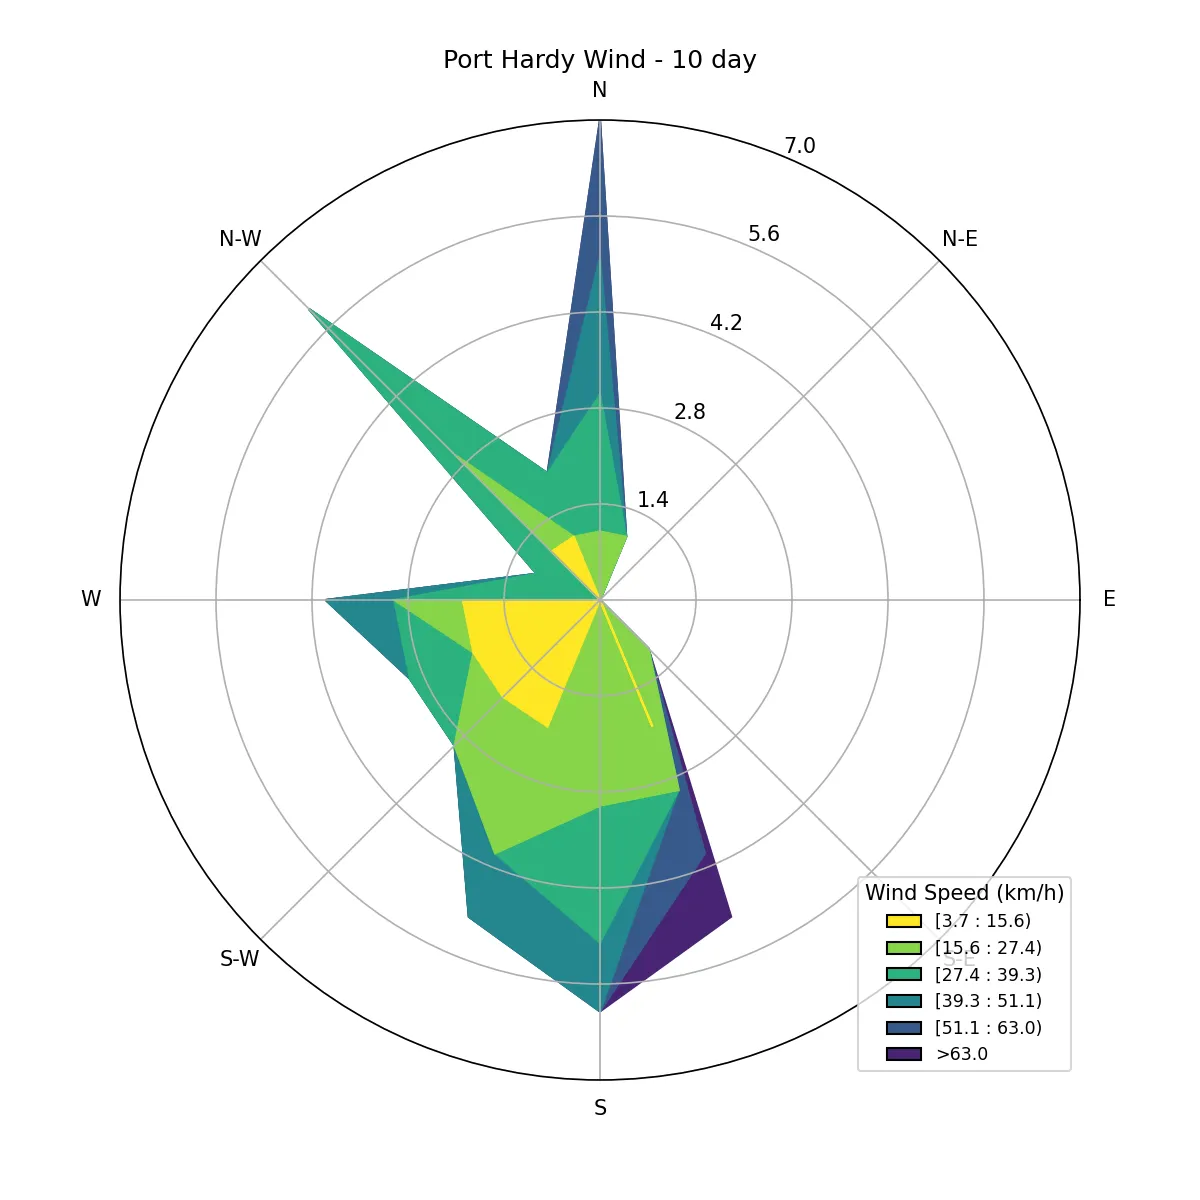 Port Hardy Wind - 10 day
N
7.0
N-W
5.6
N-E
4.2
2.8
1.4
W
E
Wind Speed (km/h)
[3.7 : 15.6)
[15.6 : 27.4)
S-W
S-E
[27.4 : 39.3)
[39.3 : 51.1)
[51.1 : 63.0)
>63.0
S